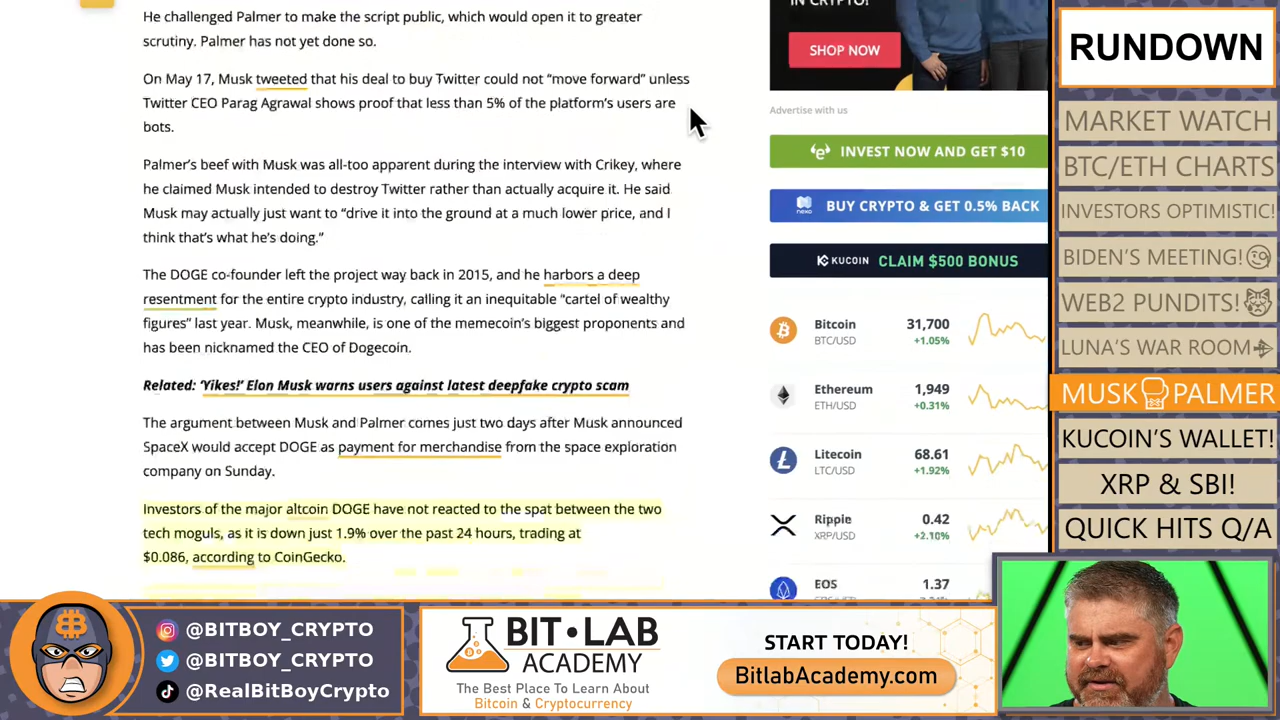 He challenged Palmer to make the script public, which would open it to greater
scrutiny. Palmer has not yet done so.
On May 17, Musk tweeted that his deal to buy Twitter could not “move forward” unless
Twitter CEO Parag Agrawal shows proof that less than 5% of the platform’s users are
bots.
Palmer’s beef with Musk was all-too apparent during the interview with Crikey, where
he claimed Musk intended to destroy Twitter rather than actually acquire it. He said
Musk may actually just want to “drive it into the ground at a much lower price, and I
think that’s what he’s doing.”
The DOGE co-founder left the project way back in 2015, and he harbors a deep
resentment for the entire crypto industry, calling it an inequitable “cartel of wealthy
figures” last year. Musk, meanwhile, is one of the memecoin’s biggest proponents and
has been nicknamed the CEO of Dogecoin.
Related: ‘Yikes!’ Elon Musk warns users against latest deepfake crypto scam
The argument between Musk and Palmer comes just two days after Musk announced
SpaceX would accept DOGE as payment for merchandise from the space exploration
company on Sunday.
Investors of the major altcoin DOGE have not reacted to the spat between the two
tech moguls, as it is down just 1.9% over the past 24 hours, trading at
$0.086, according to CoinGecko.
IN CRYPTO!
SHOP NOW
Advertise with us
INVEST NOW AND GET $10
nexo BUY CRYPTO & GET 0.5% BACK
KUCOIN CLAIM $500 BONUS
Bitcoin 31,700
BTC/USD +1.05%
Ethereum 1,949
ETH/USD +0.31%
Litecoin 68.61
LTC/USD +1.92%
Ripple 0.42
XRP/USD +2.10%
EOS 1.37
RUNDOWN
MARKET WATCH
BTC/ETH CHARTS
INVESTORS OPTIMISTIC!
BIDEN’S MEETING!
WEB2 PUNDITS!
LUNA’S WAR ROOM
MUSK PALMER
KUCOIN’S WALLET!
XRP & SBI!
QUICK HITS Q/A
@BITBOY_CRYPTO
@BITBOY_CRYPTO
@RealBitBoyCrypto
BIT•LAB
ACADEMY
The Best Place To Learn About
Bitcoin & Cryptocurrency
START TODAY!
BitlabAcademy.com